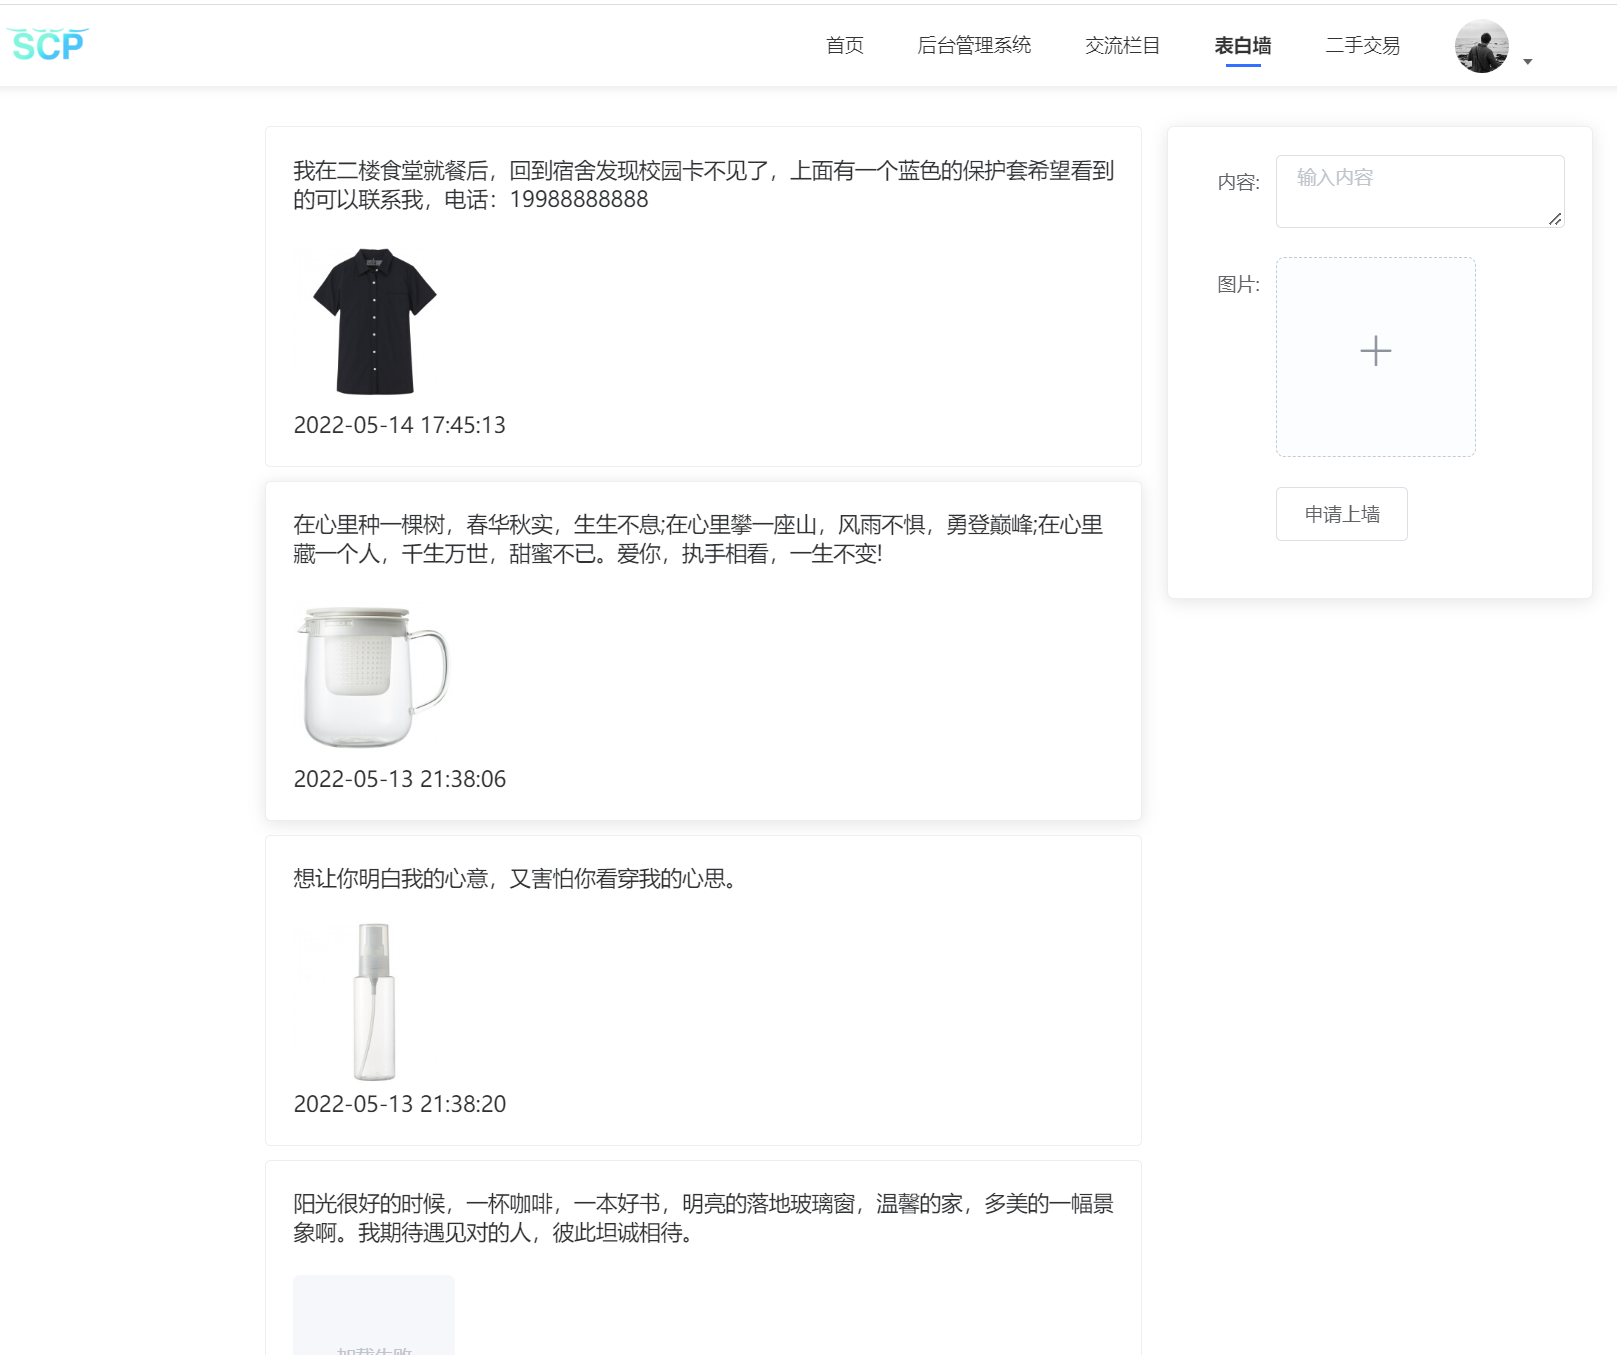 SCP
首页
后台管理系统
交流栏目
表白墙
二手交易
我在二楼食堂就餐后，回到宿舍发现校园卡不见了，上面有一个蓝色的保护套希望看到
的可以联系我，电话：19988888888
2022-05-14 17:45:13
在心里种一棵树，春华秋实，生生不息;在心里攀一座山，风雨不惧，勇登巅峰;在心里
藏一个人，千生万世，甜蜜不已。爱你，执手相看，一生不变!
2022-05-13 21:38:06
想让你明白我的心意，又害怕你看穿我的心思。
2022-05-13 21:38:20
阳光很好的时候，一杯咖啡，一本好书，明亮的落地玻璃窗，温馨的家，多美的一幅景
象啊。我期待遇见对的人，彼此坦诚相待。
加载失败
内容:
输入内容
图片:
申请上墙